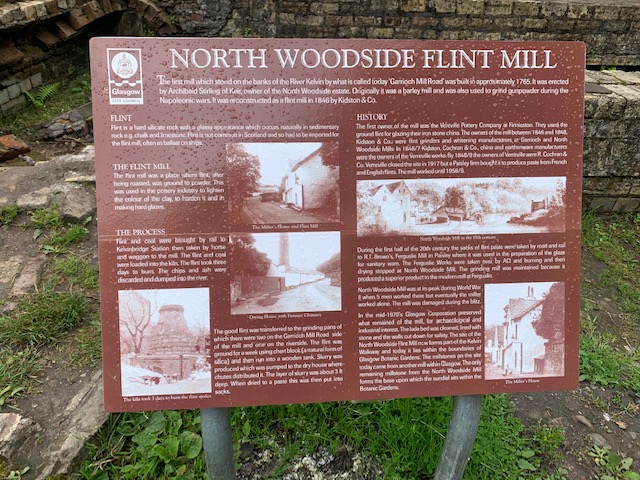 Glasgow
CITY COUNCIL
NORTH WOODSIDE FLINT MILL
The first mill which stood on the banks of the River Kelvin by what is called today 'Garrioch Mill Road' was built in approximately 1765. It was erected
by Archibald Stirling of Keir, owner of the North Woodside estate. Originally it was a barley mill and was also used to grind gunpowder during the
Napoleonic wars. It was reconstructed as a flint mill in 1846 by Kidston & Co.
FLINT
Flint is a hard silicate rock with a glassy appearance which occurs naturally in sedimentary
rock e.g. chalk and limestone. Flint is not common in Scotland and so had to be imported for
the flint mill, often as ballast on ships.
THE FLINT MILL
The flint mill was a place where flint, after
being roasted, was ground to powder. This
was used in the pottery industry to lighten
the colour of the clay, to harden it and in
making hard glazes.
The Miller's House and Flint Mill
THE PROCESS
Flint and coal were brought by rail to
Kelvinbridge Station then taken by horse
and waggon to the mill. The flint and coal
were loaded into the kiln. The flint took three
days to burn. The chips and ash were
discarded and dumped into the river.
Drying House with Furnace Chimney
The kiln took 3 days to burn the flint
The good flint was transferred to the grinding pans of
which there were two on the Garrioch Mill Road side
of the mill and one on the riverside. The flint was
ground for a week using chert block (a natural form of
silica) and then run into a wooden tank. Slurry was
produced which was pumped to the dry house where
chutes distributed it. The layer of slurry was about 3 ft
deep. When dried to a paste this was then put into
sacks.
HISTORY
The first owner of the mill was the Verreville Pottery Company at Finnieston. They used the
ground flint for glazing their iron stone china. The owners of the mill between 1846 and 1848,
Kidston & Co.; were flint grinders and whitening manufacturers, at Garrioch and North
Woodside Mills. In 1846/7 Kidston, Cochran & Co., china and earthenware manufacturers
were the owners of the Verreville works. By 1848/9 the owners of Verreville were R. Cochran &
Co. Verreville closed the site in 1917 but a Paisley firm bought it to produce paste from French
and English flints. The mill worked until 1958/9.
North Woodside Mill in the 19th century
During the first half of the 20th century the sacks of flint paste were taken by road and rail
to R.T. Brown's, Ferguslie Mill in Paisley where it was used in the preparation of the glaze
for sanitary ware. The Ferguslie Works were taken over by ACI and burning and then
drying stopped at North Woodside Mill. The grinding mill was maintained because it
produced a superior product to the modern mill at Ferguslie.
North Woodside Mill was at its peak during World War
II when 5 men worked there but eventually the miller
worked alone. The mill was damaged during the blitz.
In the mid-1970's Glasgow Corporation preserved
what remained of the mill, for archaeological and
industrial interest. The lade bed was cleaned, lined with
stone and the walls cut down for safety. The site of the
North Woodside Flint Mill now forms part of the Kelvin
Walkway and today it lies within the boundaries of
Glasgow Botanic Gardens. The millstones on the site
today came from another mill within Glasgow. The only
remaining millstone from the North Woodside Mill
forms the base upon which the sundial sits within the
Botanic Gardens.
The Miller's House